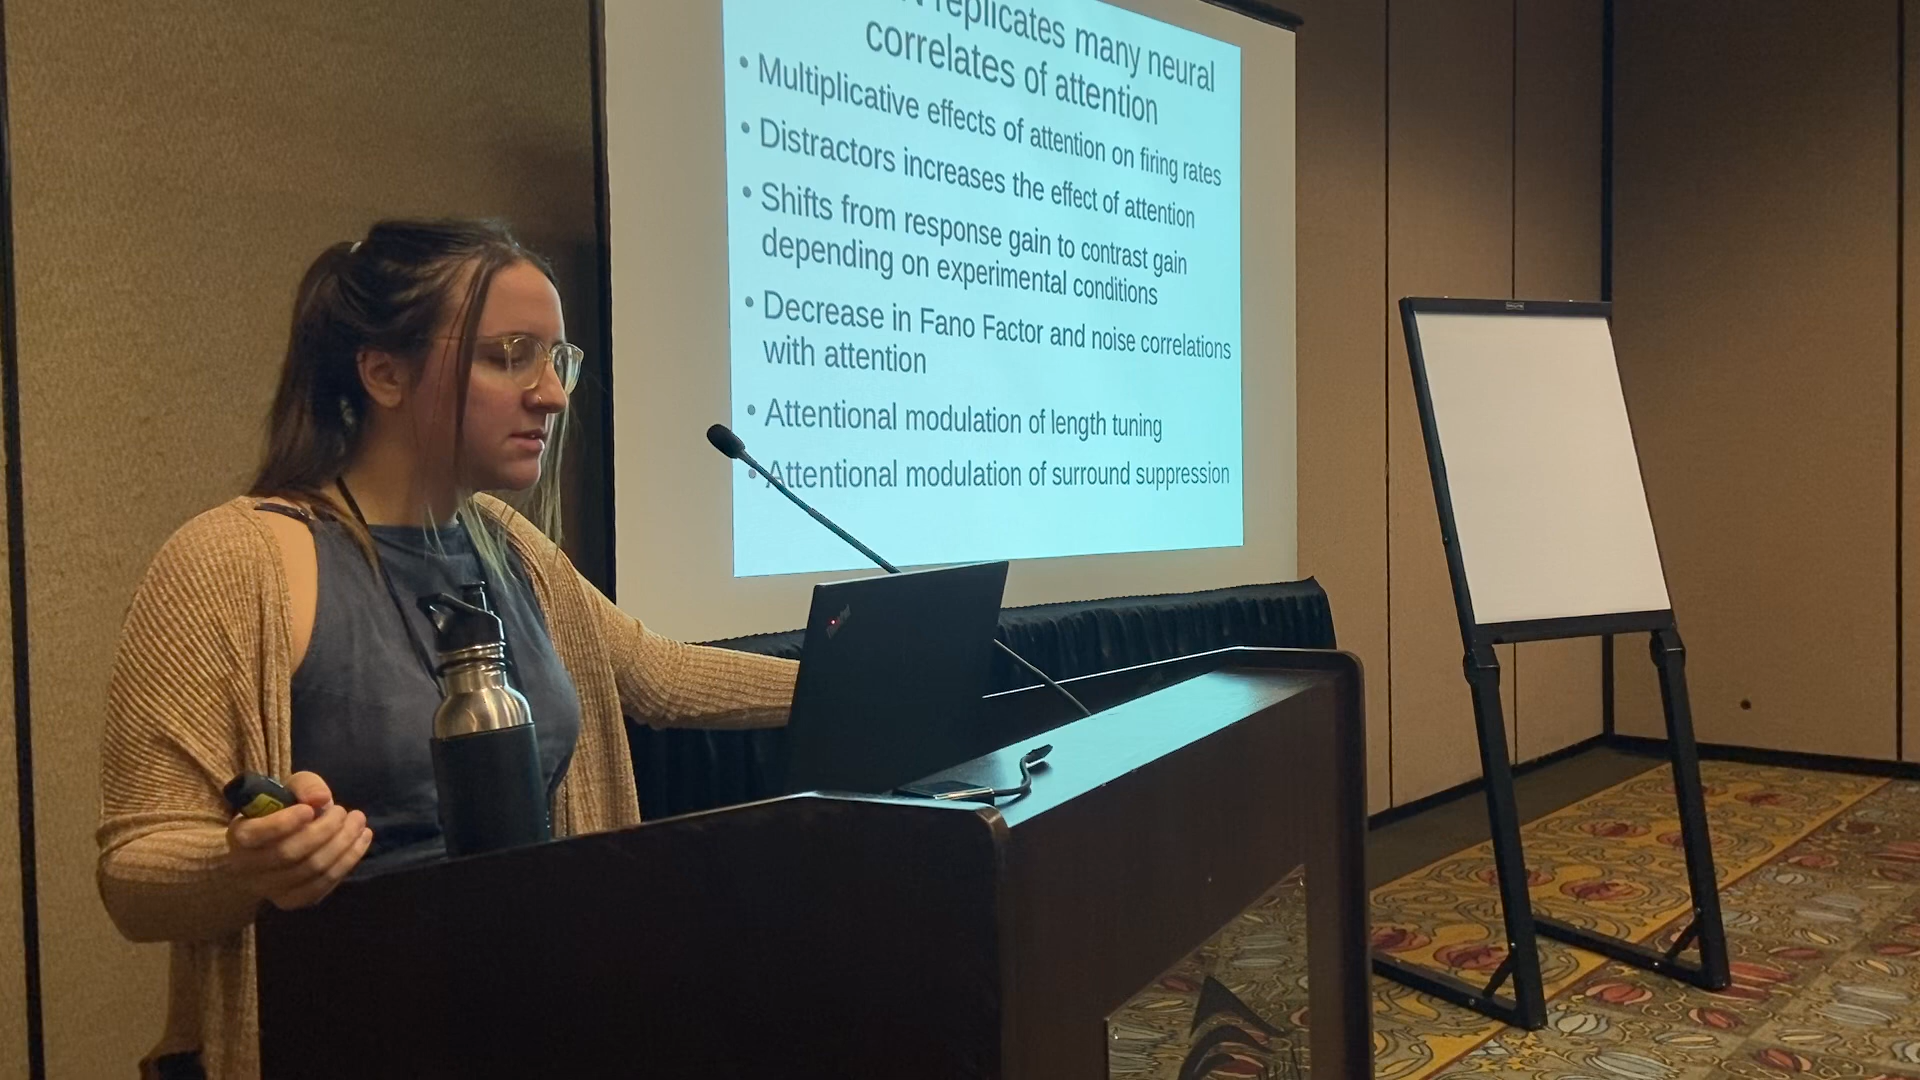 replicates many neural
correlates of attention
• Multiplicative effects of attention on firing rates
• Distractors increases the effect of attention
• Shifts from response gain to contrast gain
depending on experimental conditions
• Decrease in Fano Factor and noise correlations
with attention
• Attentional modulation of length tuning
• Attentional modulation of surround suppression